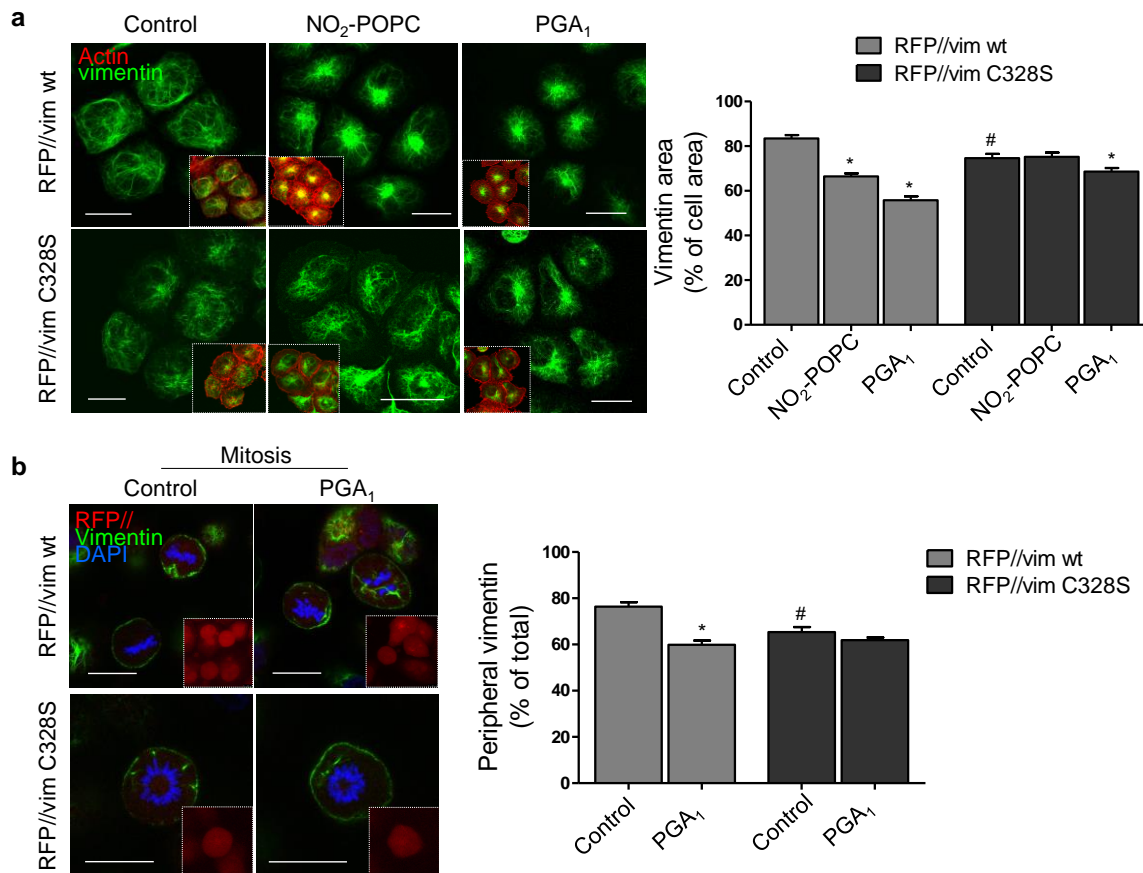 a
Control
NO₂-POPC
PGA₁
Actin
vimentin
RFP//vim wt
RFP//vim C328S
RFP//vim wt
RFP//vim C328S
Vimentin area
(% of cell area)
100
80
60
40
20
0
*
*
#
*
Control
NO₂-POPC
PGA₁
Control
NO₂-POPC
PGA₁
b
Mitosis
Control
PGA₁
RFP//
Vimentin
DAPI
RFP//vim wt
RFP//vim C328S
RFP//vim wt
RFP//vim C328S
Peripheral vimentin
(% of total)
100
80
60
40
20
0
*
#
Control
PGA₁
Control
PGA₁